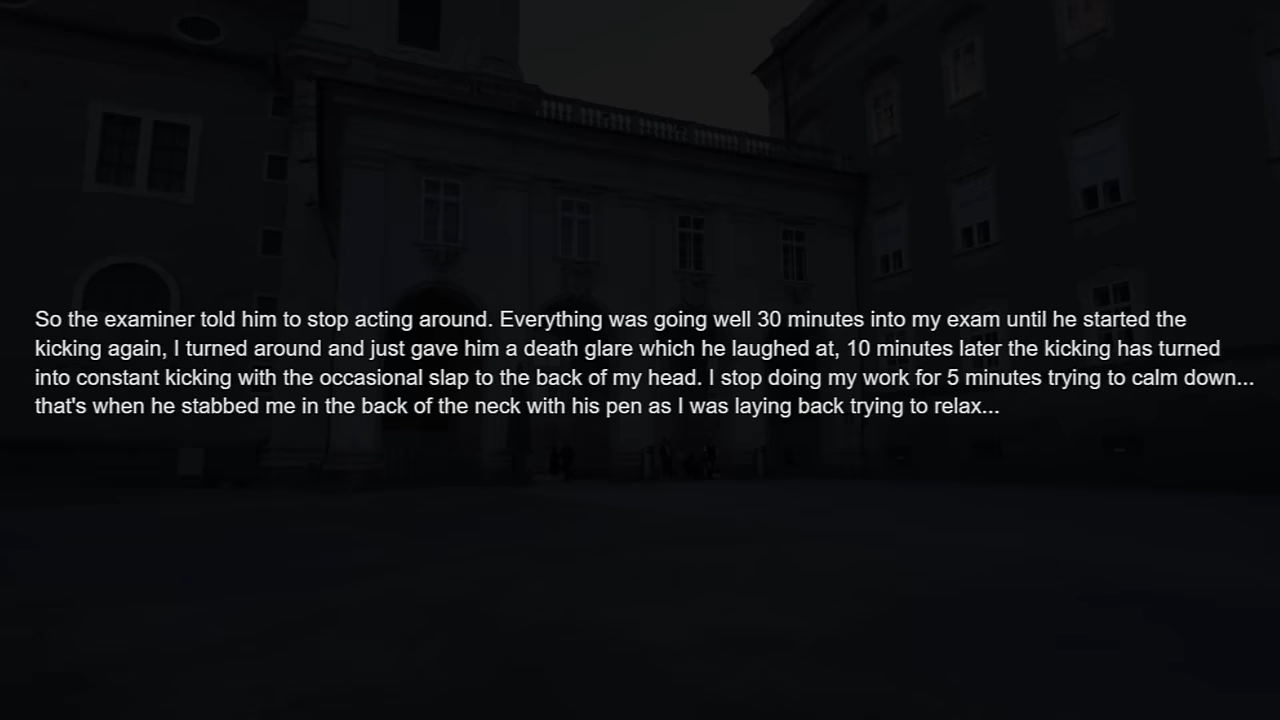 So the examiner told him to stop acting around. Everything was going well 30 minutes into my exam until he started the
kicking again, I turned around and just gave him a death glare which he laughed at, 10 minutes later the kicking has turned
into constant kicking with the occasional slap to the back of my head. I stop doing my work for 5 minutes trying to calm down...
that's when he stabbed me in the back of the neck with his pen as I was laying back trying to relax...